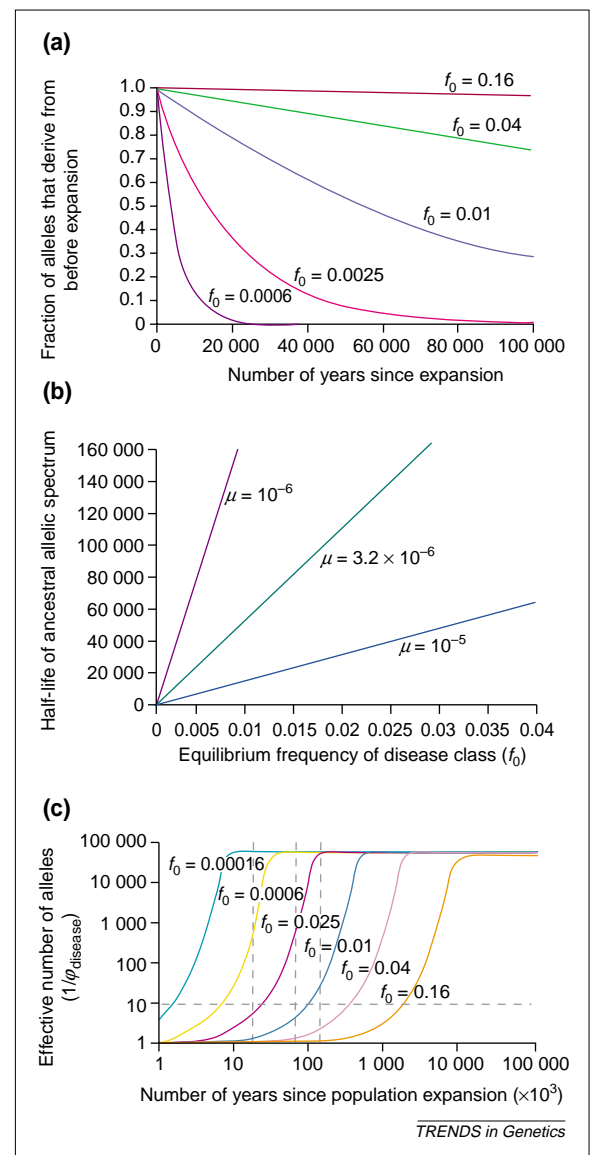 (a)
Fraction of alleles that derive from
before expansion
1.0
0.9
0.8
0.7
0.6
0.5
0.4
0.3
0.2
0.1
0
f0 = 0.16
f0 = 0.04
f0 = 0.01
f0 = 0.0025
f0 = 0.0006
0 20 000 40 000 60 000 80 000 100 000
Number of years since expansion
(b)
Half-life of ancestral allelic spectrum
160 000
140 000
120 000
100 000
80 000
60 000
40 000
20 000
0
μ = 10−6
μ = 3.2 × 10−6
μ = 10−5
0 0.005 0.01 0.015 0.02 0.025 0.03 0.035 0.04
Equilibrium frequency of disease class (f0)
(c)
Effective number of alleles
(1/φdisease)
100 000
10 000
1 000
100
10
1
f0 = 0.00016
f0 = 0.0006
f0 = 0.025
f0 = 0.01
f0 = 0.04
f0 = 0.16
1 10 100 1 000 10 000 100 000
Number of years since population expansion (×10³)
TRENDS in Genetics